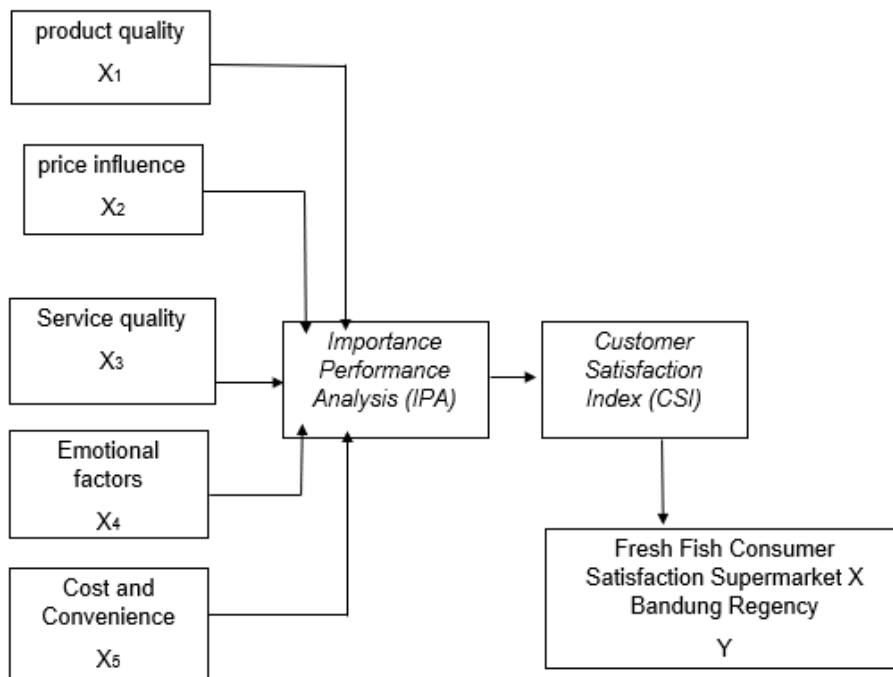 product quality
X1
price influence
X2
Service quality
X3
Emotional
factors
X4
Cost and
Convenience
X5
Importance
Performance
Analysis (IPA)
Customer
Satisfaction
Index (CSI)
Fresh Fish Consumer
Satisfaction Supermarket X
Bandung Regency
Y